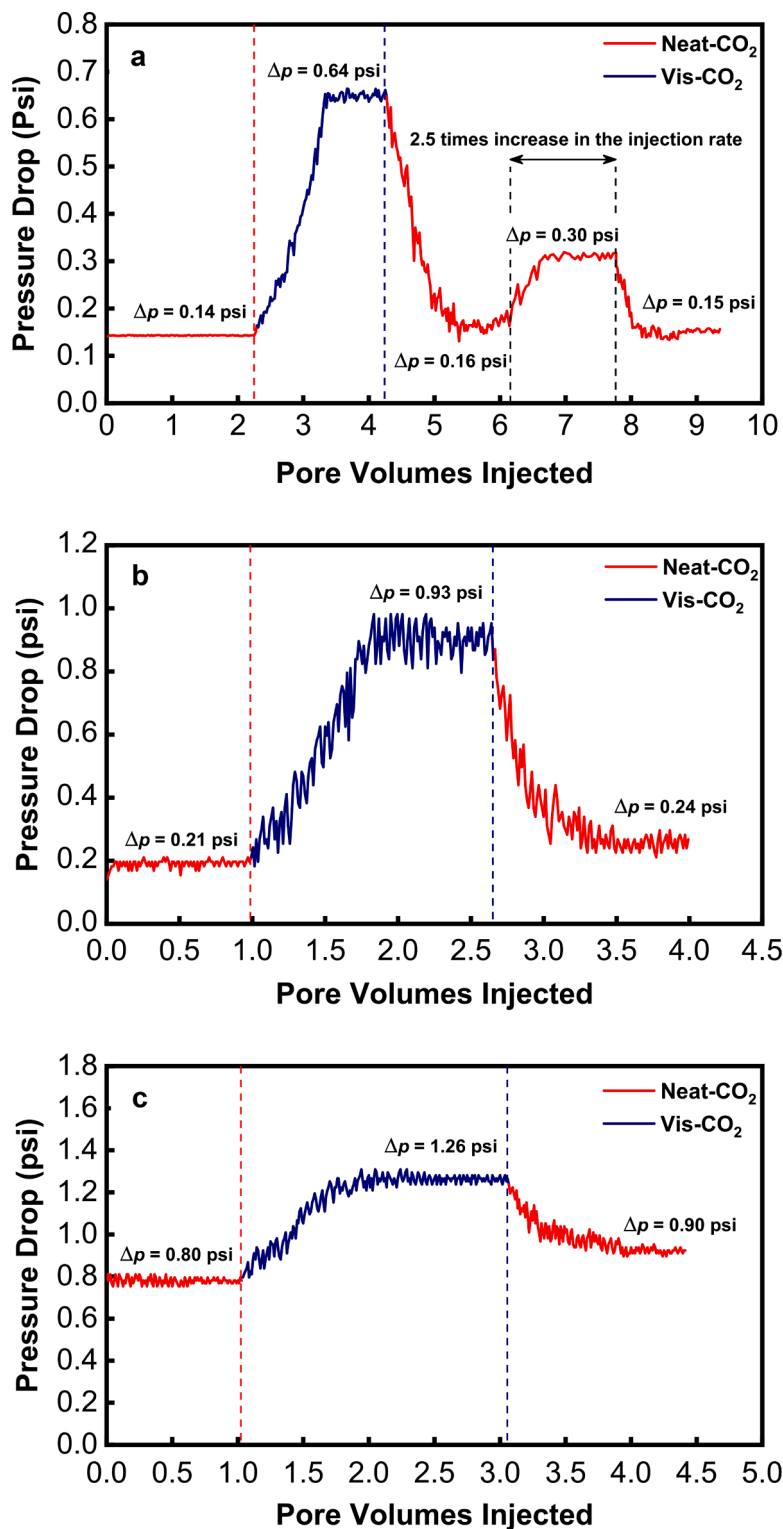 a
Neat-CO₂
Vis-CO₂
Δp = 0.64 psi
2.5 times increase in the injection rate
Δp = 0.30 psi
Δp = 0.14 psi
Δp = 0.15 psi
Δp = 0.16 psi
Pressure Drop (Psi)
0.8
0.7
0.6
0.5
0.4
0.3
0.2
0.1
0.0
0 1 2 3 4 5 6 7 8 9 10
Pore Volumes Injected
b
Neat-CO₂
Vis-CO₂
Δp = 0.93 psi
Δp = 0.21 psi
Δp = 0.24 psi
Pressure Drop (psi)
1.2
1.0
0.8
0.6
0.4
0.2
0.0
0.0 0.5 1.0 1.5 2.0 2.5 3.0 3.5 4.0 4.5
Pore Volumes Injected
c
Neat-CO₂
Vis-CO₂
Δp = 1.26 psi
Δp = 0.80 psi
Δp = 0.90 psi
Pressure Drop (psi)
1.8
1.6
1.4
1.2
1.0
0.8
0.6
0.4
0.2
0.0
0.0 0.5 1.0 1.5 2.0 2.5 3.0 3.5 4.0 4.5 5.0
Pore Volumes Injected